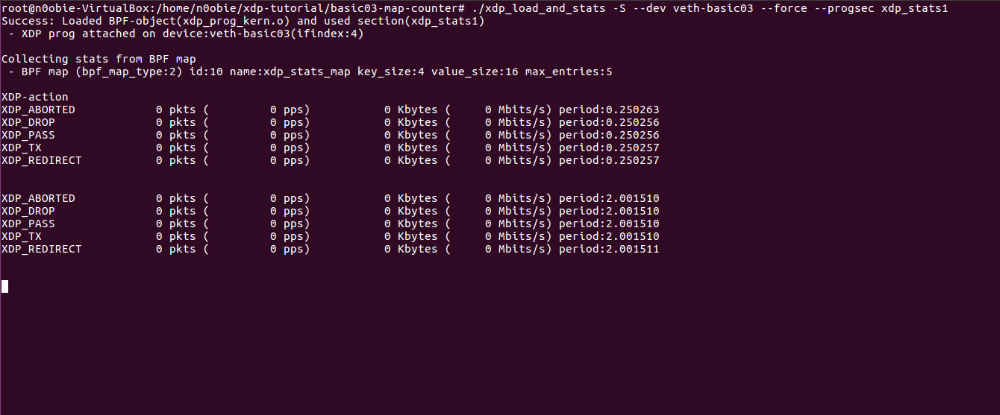 root@n0obie-VirtualBox:/home/n0obie/xdp-tutorial/basic03-map-counter# ./xdp_load_and_stats -S --dev veth-basic03 --force --progsec xdp_stats1
Success: Loaded BPF-object(xdp_prog_kern.o) and used section(xdp_stats1)
 - XDP prog attached on device:veth-basic03(ifindex:4)

Collecting stats from BPF map
 - BPF map (bpf_map_type:2) id:10 name:xdp_stats_map key_size:4 value_size:16 max_entries:5

XDP-action
XDP_ABORTED            0 pkts (         0 pps)           0 Kbytes (     0 Mbits/s) period:0.250263
XDP_DROP               0 pkts (         0 pps)           0 Kbytes (     0 Mbits/s) period:0.250256
XDP_PASS               0 pkts (         0 pps)           0 Kbytes (     0 Mbits/s) period:0.250256
XDP_TX                 0 pkts (         0 pps)           0 Kbytes (     0 Mbits/s) period:0.250257
XDP_REDIRECT           0 pkts (         0 pps)           0 Kbytes (     0 Mbits/s) period:0.250257

XDP_ABORTED            0 pkts (         0 pps)           0 Kbytes (     0 Mbits/s) period:2.001510
XDP_DROP               0 pkts (         0 pps)           0 Kbytes (     0 Mbits/s) period:2.001510
XDP_PASS               0 pkts (         0 pps)           0 Kbytes (     0 Mbits/s) period:2.001510
XDP_TX                 0 pkts (         0 pps)           0 Kbytes (     0 Mbits/s) period:2.001510
XDP_REDIRECT           0 pkts (         0 pps)           0 Kbytes (     0 Mbits/s) period:2.001511